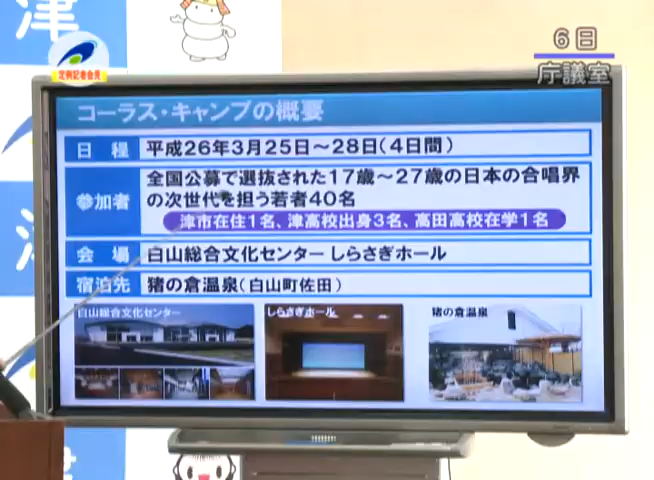 津
定例記者会見
6日
庁議室
コーラス・キャンプの概要
日 程
平成26年3月25日～28日（4日間）
参加者
全国公募で選抜された17歳～27歳の日本の合唱界
の次世代を担う若者40名
津市在住1名、津高校出身3名、高田高校在学1名
会 場
白山総合文化センター しらさぎホール
宿泊先
猪の倉温泉（白山町佐田）
白山総合文化センター
しらさぎホール
猪の倉温泉
津